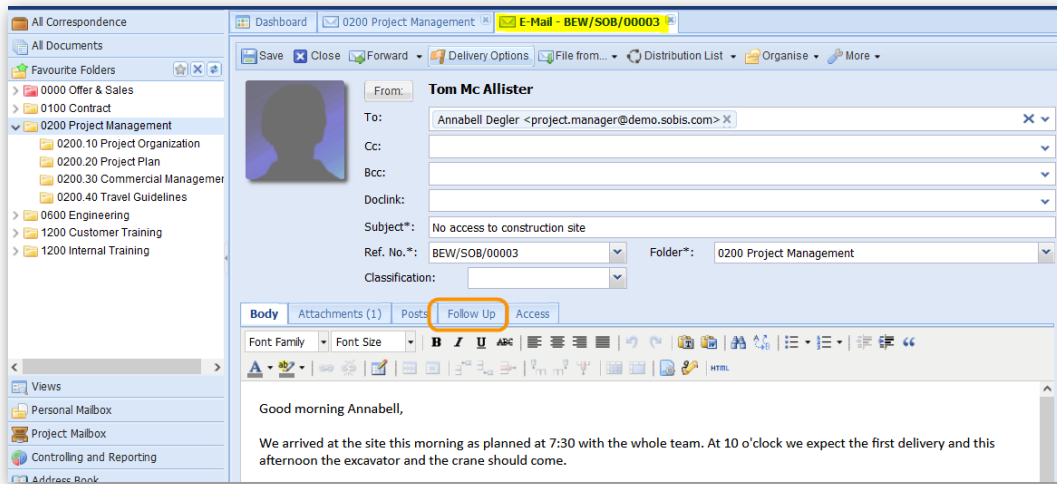 All Correspondence
All Documents
Favourite Folders
0000 Offer & Sales
0100 Contract
0200 Project Management
0200.10 Project Organization
0200.20 Project Plan
0200.30 Commercial Managemen
0200.40 Travel Guidelines
0600 Engineering
1200 Customer Training
1200 Internal Training
Views
Personal Mailbox
Project Mailbox
Controlling and Reporting
Address Book
Dashboard 0200 Project Management E-Mail - BEW/SOB/00003
Save Close Forward Delivery Options File from... Distribution List Organise More
From: Tom Mc Allister
To: Annabell Degler <project.manager@demo.sobis.com>
Cc:
Bcc:
Doclink:
Subject*: No access to construction site
Ref. No.*: BEW/SOB/00003 Folder*: 0200 Project Management
Classification:
Body Attachments (1) Posts Follow Up Access
Font Family Font Size B I U ABC
A ab HTML
Good morning Annabell,
We arrived at the site this morning as planned at 7:30 with the whole team. At 10 o'clock we expect the first delivery and this
afternoon the excavator and the crane should come.